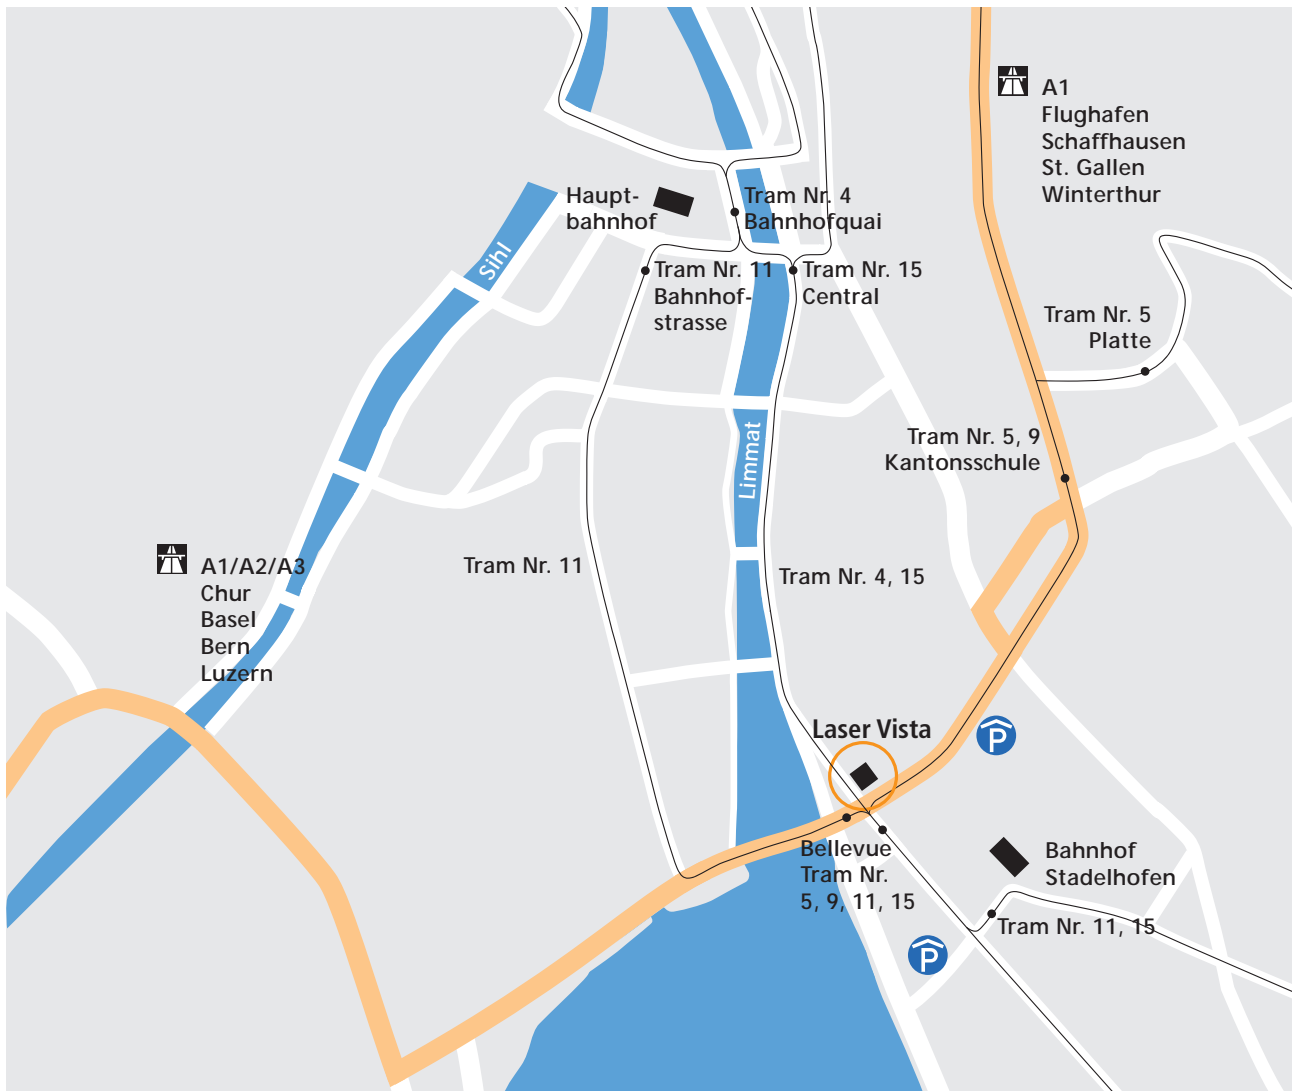 A1
Flughafen
Schaffhausen
St. Gallen
Winterthur
Haupt-
bahnhof
Tram Nr. 4
Bahnhofquai
Sihl
Tram Nr. 11
Bahnhof-
strasse
Tram Nr. 15
Central
Tram Nr. 5
Platte
Limmat
Tram Nr. 5, 9
Kantonsschule
A1/A2/A3
Chur
Basel
Bern
Luzern
Tram Nr. 11
Tram Nr. 4, 15
Laser Vista
P
Bellevue
Tram Nr.
5, 9, 11, 15
Bahnhof
Stadelhofen
Tram Nr. 11, 15
P